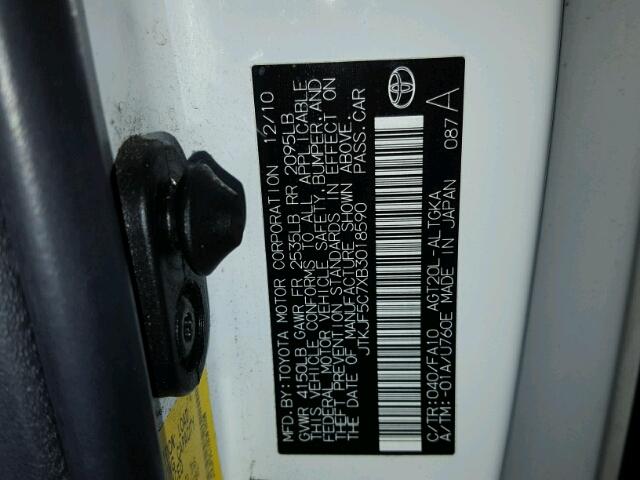 MFD.BY:TOYOTA MOTOR CORPORATION 12/10
GVWR 4150LB GAWR FR 2535LB RR 2095LB
THIS VEHICLE CONFORMS TO ALL APPLICABLE
FEDERAL MOTOR VEHICLE SAFETY,BUMPER,AND
THEFT PREVENTION STANDARDS IN EFFECT ON
THE DATE OF MANUFACTURE SHOWN ABOVE.
JTKJF5C7XB3018590 PASS.CAR
C/TR:040/FA10 AGT20L-ALTGKA
A/TM:-01A/U760E MADE IN JAPAN 087 A